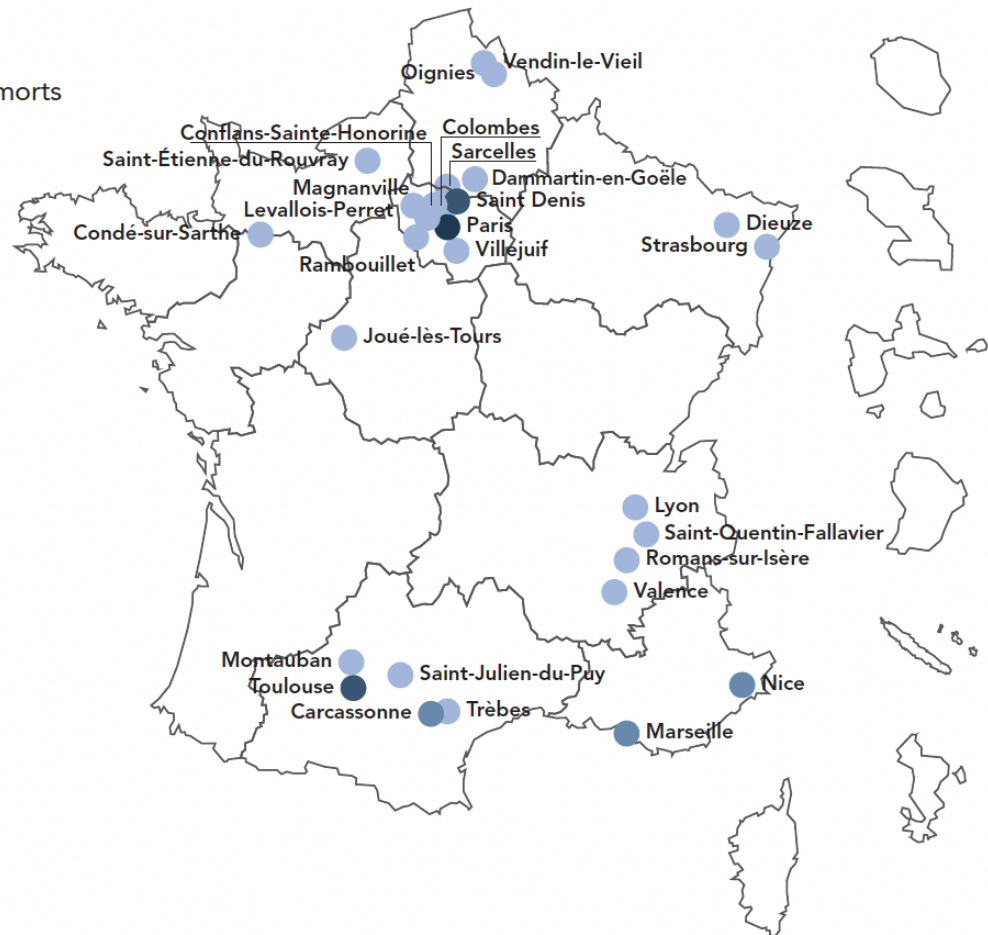 Vendin-le-Vieil
Oignies
morts
Conflans-Sainte-Honorine
Colombes
Sarcelles
Saint-Étienne-du-Rouvray
Dammartin-en-Goële
Magnanville
Saint Denis
Levallois-Perret
Paris
Condé-sur-Sarthe
Dieuze
Strasbourg
Villejuif
Rambouillet
Joué-lès-Tours
Lyon
Saint-Quentin-Fallavier
Romans-sur-Isère
Valence
Montauban
Saint-Julien-du-Puy
Toulouse
Nice
Carcassonne
Trèbes
Marseille